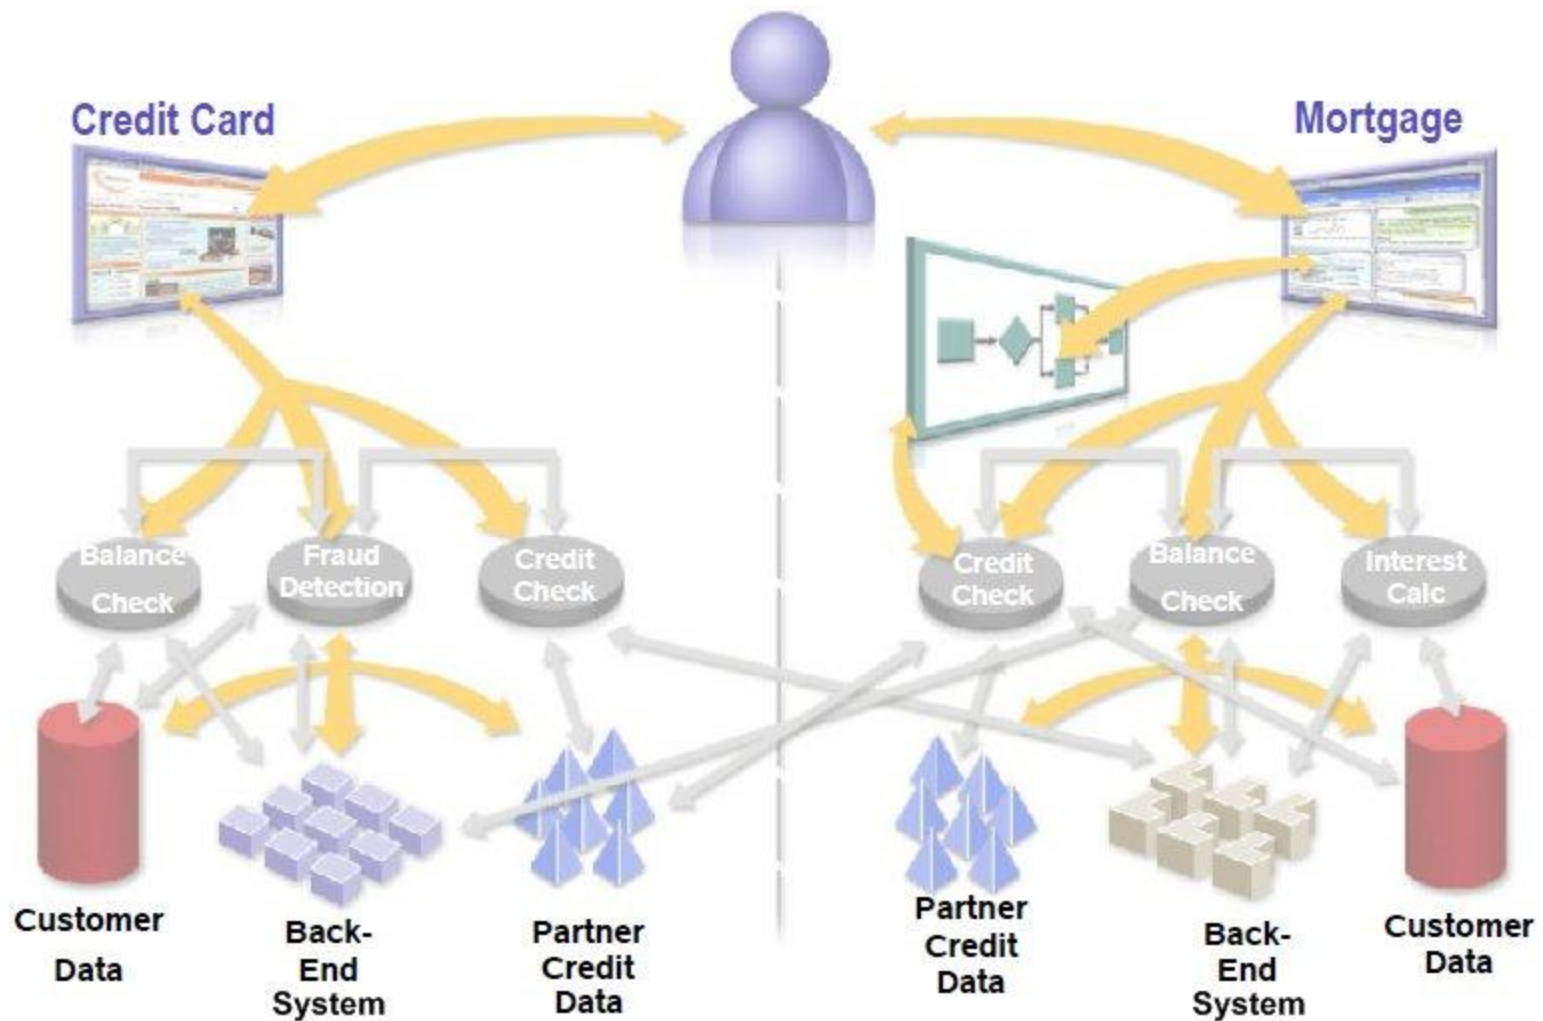 Credit Card
Mortgage
Balance
Check
Fraud
Detection
Credit
Check
Credit
Check
Balance
Check
Interest
Calc
Customer
Data
Back-
End
System
Partner
Credit
Data
Partner
Credit
Data
Back-
End
System
Customer
Data